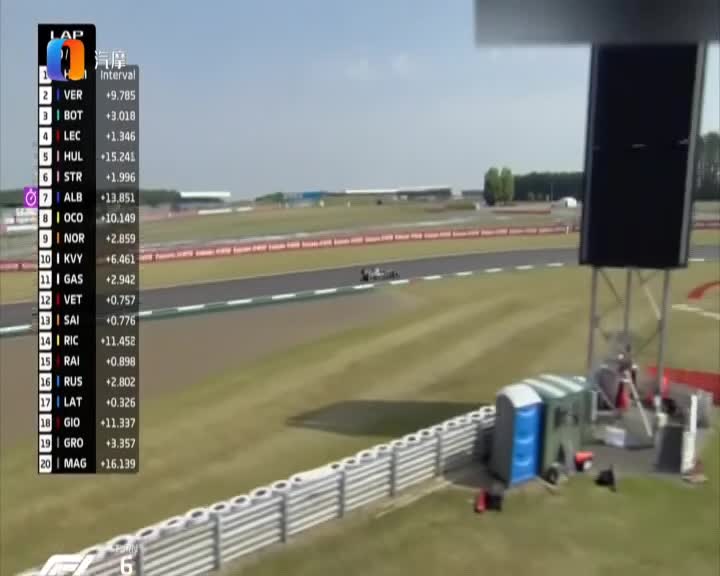 LAP
汽摩
1 Interval
2 VER +9.785
3 BOT +3.018
4 LEC +1.346
5 HUL +15.241
6 STR +1.996
7 ALB +13.851
8 OCO +10.149
9 NOR +2.859
10 KVY +6.461
11 GAS +2.942
12 VET +0.757
13 SAI +0.776
14 RIC +11.452
15 RAI +0.898
16 RUS +2.802
17 LAT +0.326
18 GIO +11.337
19 GRO +3.357
20 MAG +16.139
F1 TURN
6